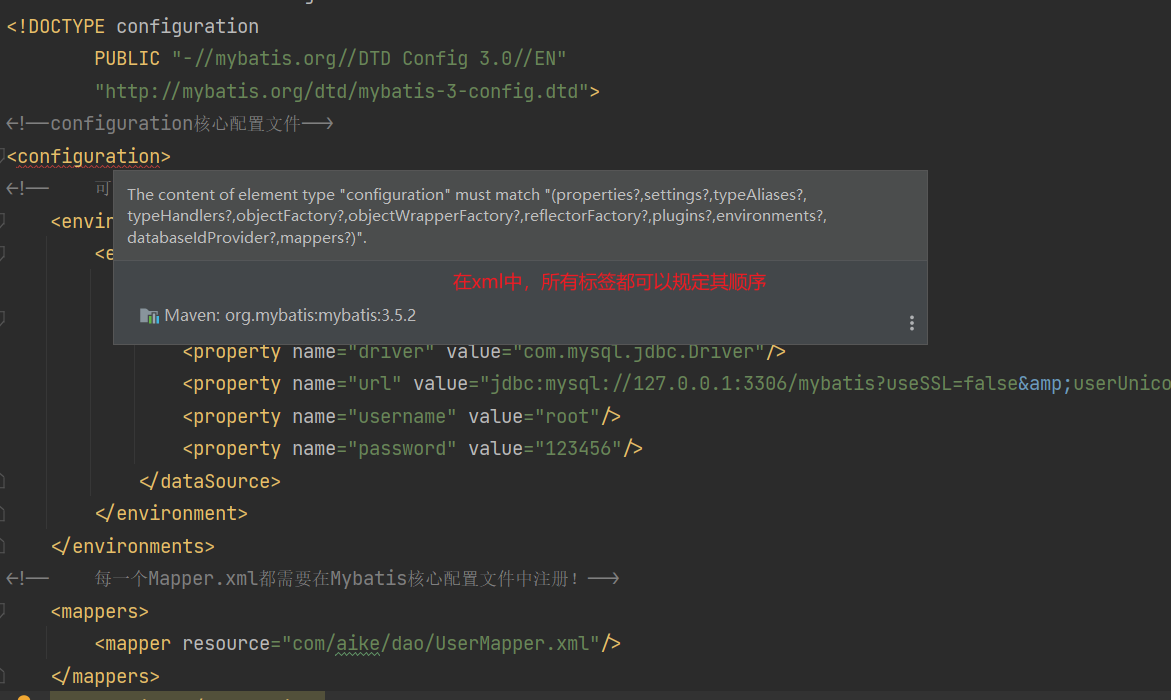 <!DOCTYPE configuration
PUBLIC "-//mybatis.org//DTD Config 3.0//EN"
"http://mybatis.org/dtd/mybatis-3-config.dtd">
<!--configuration核心配置文件-->
<configuration>
<!-- 可
<envir
<e
The content of element type "configuration" must match "(properties?,settings?,typeAliases?,
typeHandlers?,objectFactory?,objectWrapperFactory?,reflectorFactory?,plugins?,environments?,
databaseIdProvider?,mappers?)".
在xml中，所有标签都可以规定其顺序
Maven: org.mybatis:mybatis:3.5.2
<property name="driver" value="com.mysql.jdbc.Driver"/>
<property name="url" value="jdbc:mysql://127.0.0.1:3306/mybatis?useSSL=false&amp;userUnico
<property name="username" value="root"/>
<property name="password" value="123456"/>
</dataSource>
</environment>
</environments>
<!-- 每一个Mapper.xml都需要在Mybatis核心配置文件中注册！-->
<mappers>
<mapper resource="com/aike/dao/UserMapper.xml"/>
</mappers>